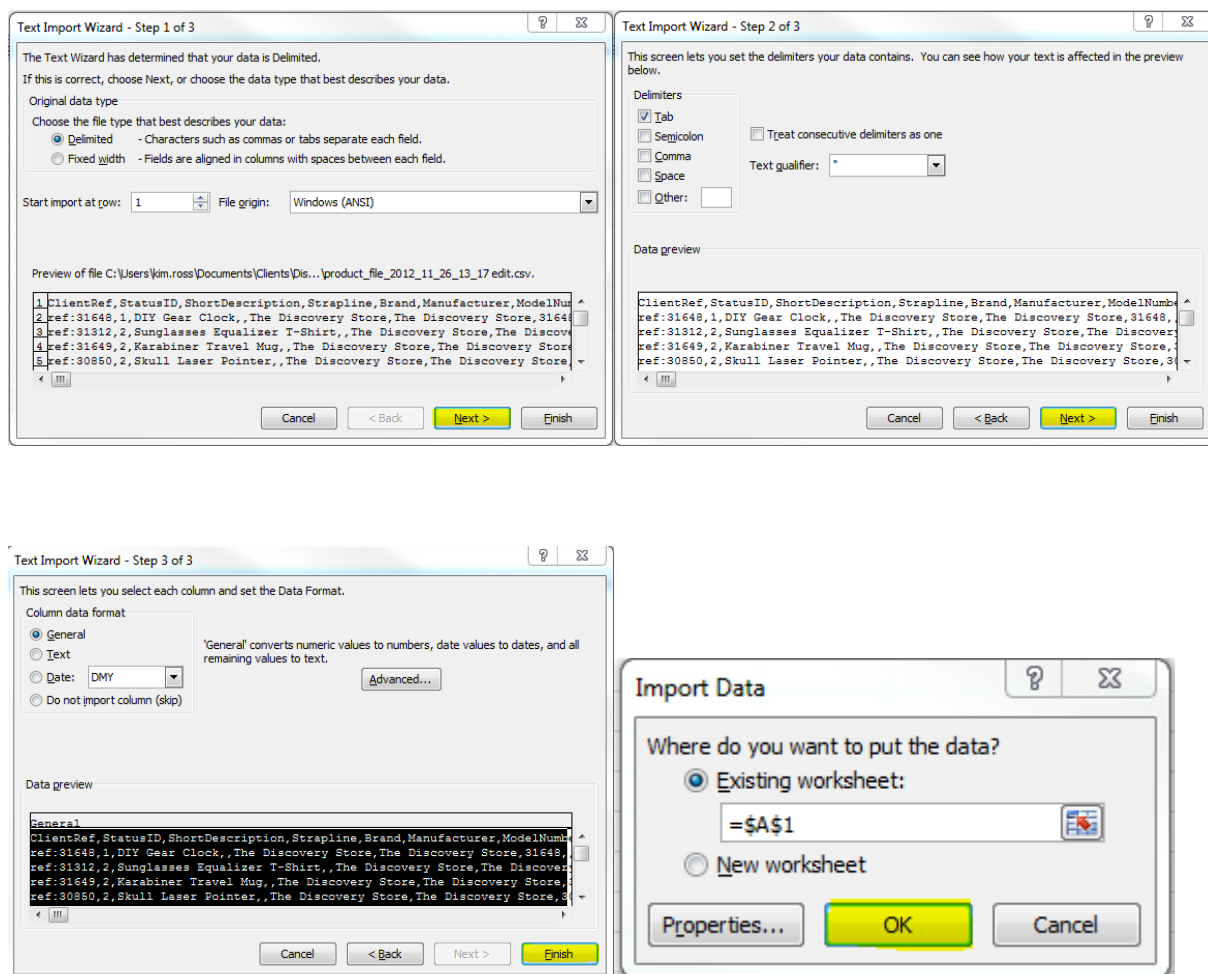 Text Import Wizard - Step 1 of 3
The Text Wizard has determined that your data is Delimited.
If this is correct, choose Next, or choose the data type that best describes your data.
Original data type
Choose the file type that best describes your data:
Delimited - Characters such as commas or tabs separate each field.
Fixed width - Fields are aligned in columns with spaces between each field.
Start import at row: 1 File origin: Windows (ANSI)
Preview of file C:\Users\kim.ross\Documents\Clients\Dis...\product_file_2012_11_26_13_17 edit.csv.
1 ClientRef,StatusID,ShortDescription,Strapline,Brand,Manufacturer,ModelNum
2 ref:31648,1,DIY Gear Clock,,The Discovery Store,The Discovery Store,31648
3 ref:31312,2,Sunglasses Equalizer T-Shirt,,The Discovery Store,The Discove
4 ref:31649,2,Karabiner Travel Mug,,The Discovery Store,The Discovery Store
5 ref:30850,2,Skull Laser Pointer,,The Discovery Store,The Discovery Store,
Cancel < Back Next > Finish
Text Import Wizard - Step 2 of 3
This screen lets you set the delimiters your data contains. You can see how your text is affected in the preview
below.
Delimiters
Tab
Semicolon
Comma
Space
Other:
Treat consecutive delimiters as one
Text qualifier: "
Data preview
ClientRef,StatusID,ShortDescription,Strapline,Brand,Manufacturer,ModelNumbe
ref:31648,1,DIY Gear Clock,,The Discovery Store,The Discovery Store,31648,,
ref:31312,2,Sunglasses Equalizer T-Shirt,,The Discovery Store,The Discover
ref:31649,2,Karabiner Travel Mug,,The Discovery Store,The Discovery Store,3
ref:30850,2,Skull Laser Pointer,,The Discovery Store,The Discovery Store,30
Cancel < Back Next > Finish
Text Import Wizard - Step 3 of 3
This screen lets you select each column and set the Data Format.
Column data format
General
Text
Date: DMY
Do not import column (skip)
'General' converts numeric values to numbers, date values to dates, and all
remaining values to text.
Advanced...
Data preview
General
ClientRef,StatusID,ShortDescription,Strapline,Brand,Manufacturer,ModelNumbe
ref:31648,1,DIY Gear Clock,,The Discovery Store,The Discovery Store,31648,
ref:31312,2,Sunglasses Equalizer T-Shirt,,The Discovery Store,The Discover
ref:31649,2,Karabiner Travel Mug,,The Discovery Store,The Discovery Store,3
ref:30850,2,Skull Laser Pointer,,The Discovery Store,The Discovery Store,30
Cancel < Back Next > Finish
Import Data
Where do you want to put the data?
Existing worksheet:
=$A$1
New worksheet
Properties... OK Cancel